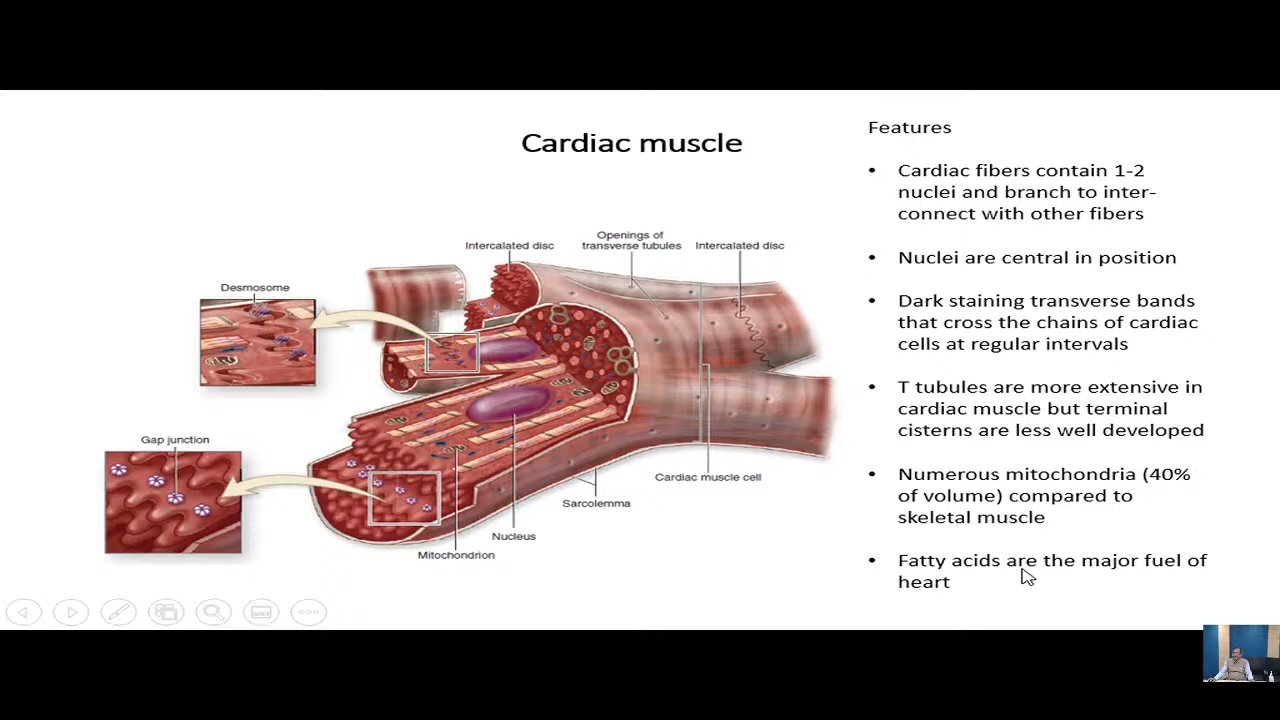 Cardiac muscle
Openings of
transverse tubules
Intercalated disc
Intercalated disc
Desmosome
Gap junction
Cardiac muscle cell
Sarcolemma
Nucleus
Mitochondrion
Features
• Cardiac fibers contain 1-2
nuclei and branch to inter-
connect with other fibers
• Nuclei are central in position
• Dark staining transverse bands
that cross the chains of cardiac
cells at regular intervals
• T tubules are more extensive in
cardiac muscle but terminal
cisterns are less well developed
• Numerous mitochondria (40%
of volume) compared to
skeletal muscle
• Fatty acids are the major fuel of
heart